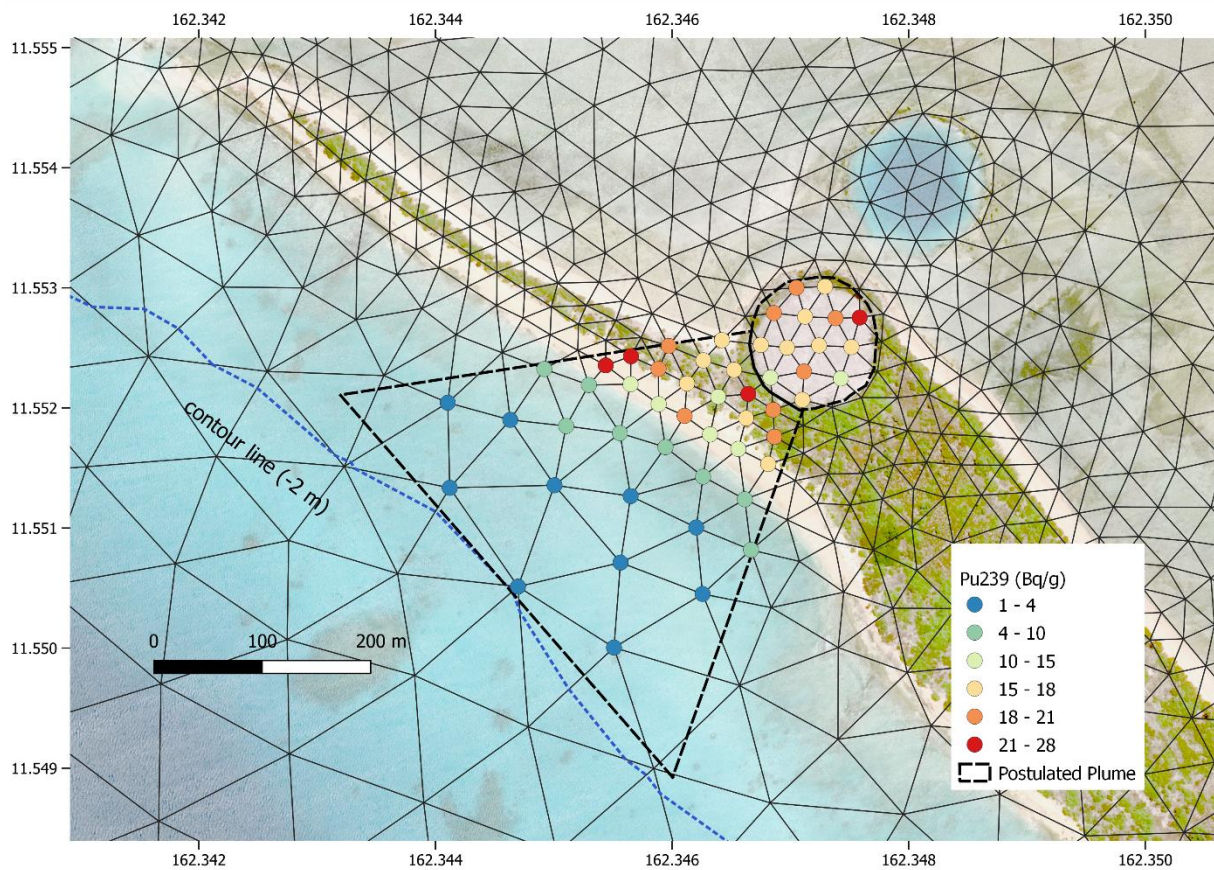 162.342 162.344 162.346 162.348 162.350
11.555
11.554
11.553
11.552
contour line (-2 m)
11.551
Pu239 (Bq/g)
1 - 4
4 - 10
10 - 15
15 - 18
18 - 21
21 - 28
Postulated Plume
0 100 200 m
11.550
11.549
162.342 162.344 162.346 162.348 162.350